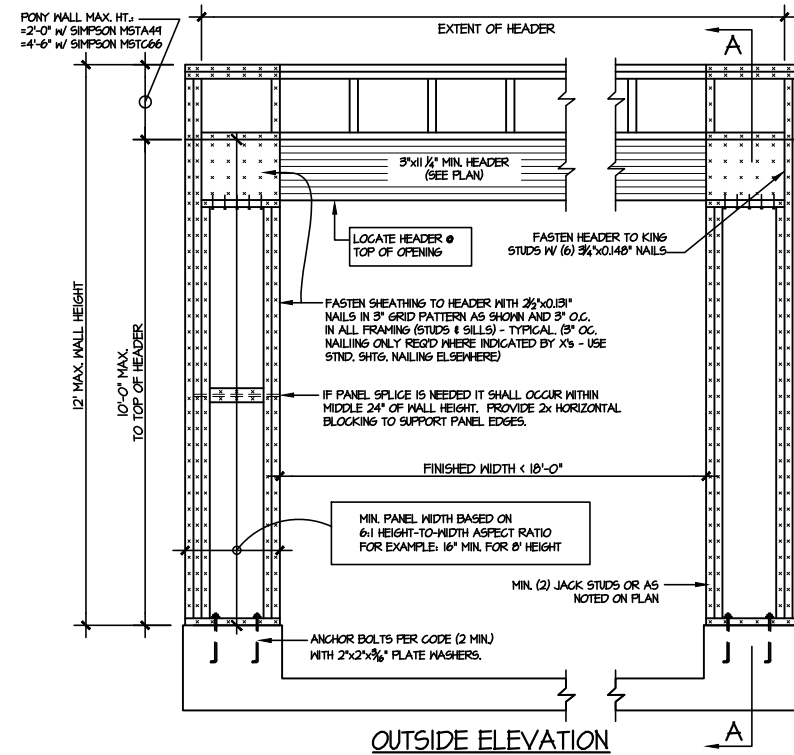 PONY WALL MAX. HT.:
=2'-0" W/ SIMPSON MSTA49
=4'-6" W/ SIMPSON MSTC66
EXTENT OF HEADER
A
3"x11 1/4" MIN. HEADER
(SEE PLAN)
LOCATE HEADER @
TOP OF OPENING
FASTEN HEADER TO KING
STUDS W/ (6) 3 1/4"x0.148" NAILS
FASTEN SHEATHING TO HEADER WITH 2 1/2"x0.131"
NAILS IN 3" GRID PATTERN AS SHOWN AND 3" O.C.
IN ALL FRAMING (STUDS & SILLS) - TYPICAL. (3" OC.
NAILIING ONLY REQ'D WHERE INDICATED BY X's - USE
STND. SHTG. NAILING ELSEWHERE)
12' MAX. WALL HEIGHT
10'-0" MAX.
TO TOP OF HEADER
IF PANEL SPLICE IS NEEDED IT SHALL OCCUR WITHIN
MIDDLE 24" OF WALL HEIGHT. PROVIDE 2x HORIZONTAL
BLOCKING TO SUPPORT PANEL EDGES.
FINISHED WIDTH < 18'-0"
MIN. PANEL WIDTH BASED ON
6:1 HEIGHT-TO-WIDTH ASPECT RATIO
FOR EXAMPLE: 16" MIN. FOR 8' HEIGHT
MIN. (2) JACK STUDS OR AS
NOTED ON PLAN
ANCHOR BOLTS PER CODE (2 MIN.)
WITH 2"x2"x3/16" PLATE WASHERS.
A
OUTSIDE ELEVATION